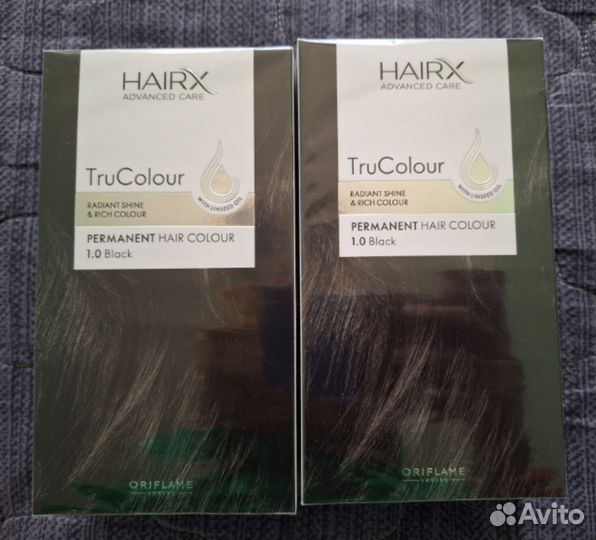 HAIRX
ADVANCED CARE
TruColour
RADIANT SHINE
& RICH COLOUR
WITH LINSEED OIL
PERMANENT HAIR COLOUR
1.0 Black
ORIFLAME
SWEDEN
HAIRX
ADVANCED CARE
TruColour
RADIANT SHINE
& RICH COLOUR
WITH LINSEED OIL
PERMANENT HAIR COLOUR
1.0 Black
ORIFLAME
SWEDEN
Avito